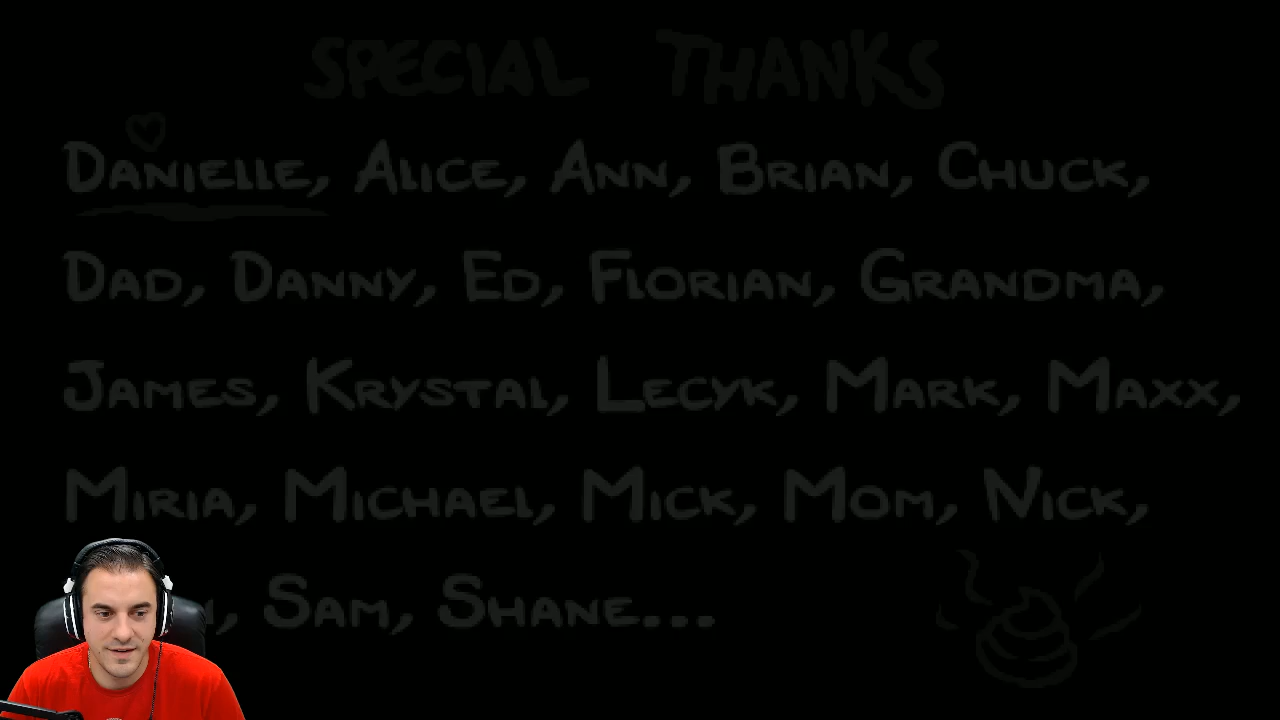 SPECIAL THANKS
DANIELLE, ALICE, ANN, BRIAN, CHUCK,
DAD, DANNY, ED, FLORIAN, GRANDMA,
JAMES, KRYSTAL, LECYK, MARK, MAXX,
MIRIA, MICHAEL, MICK, MOM, NICK,
SAM, SHANE...